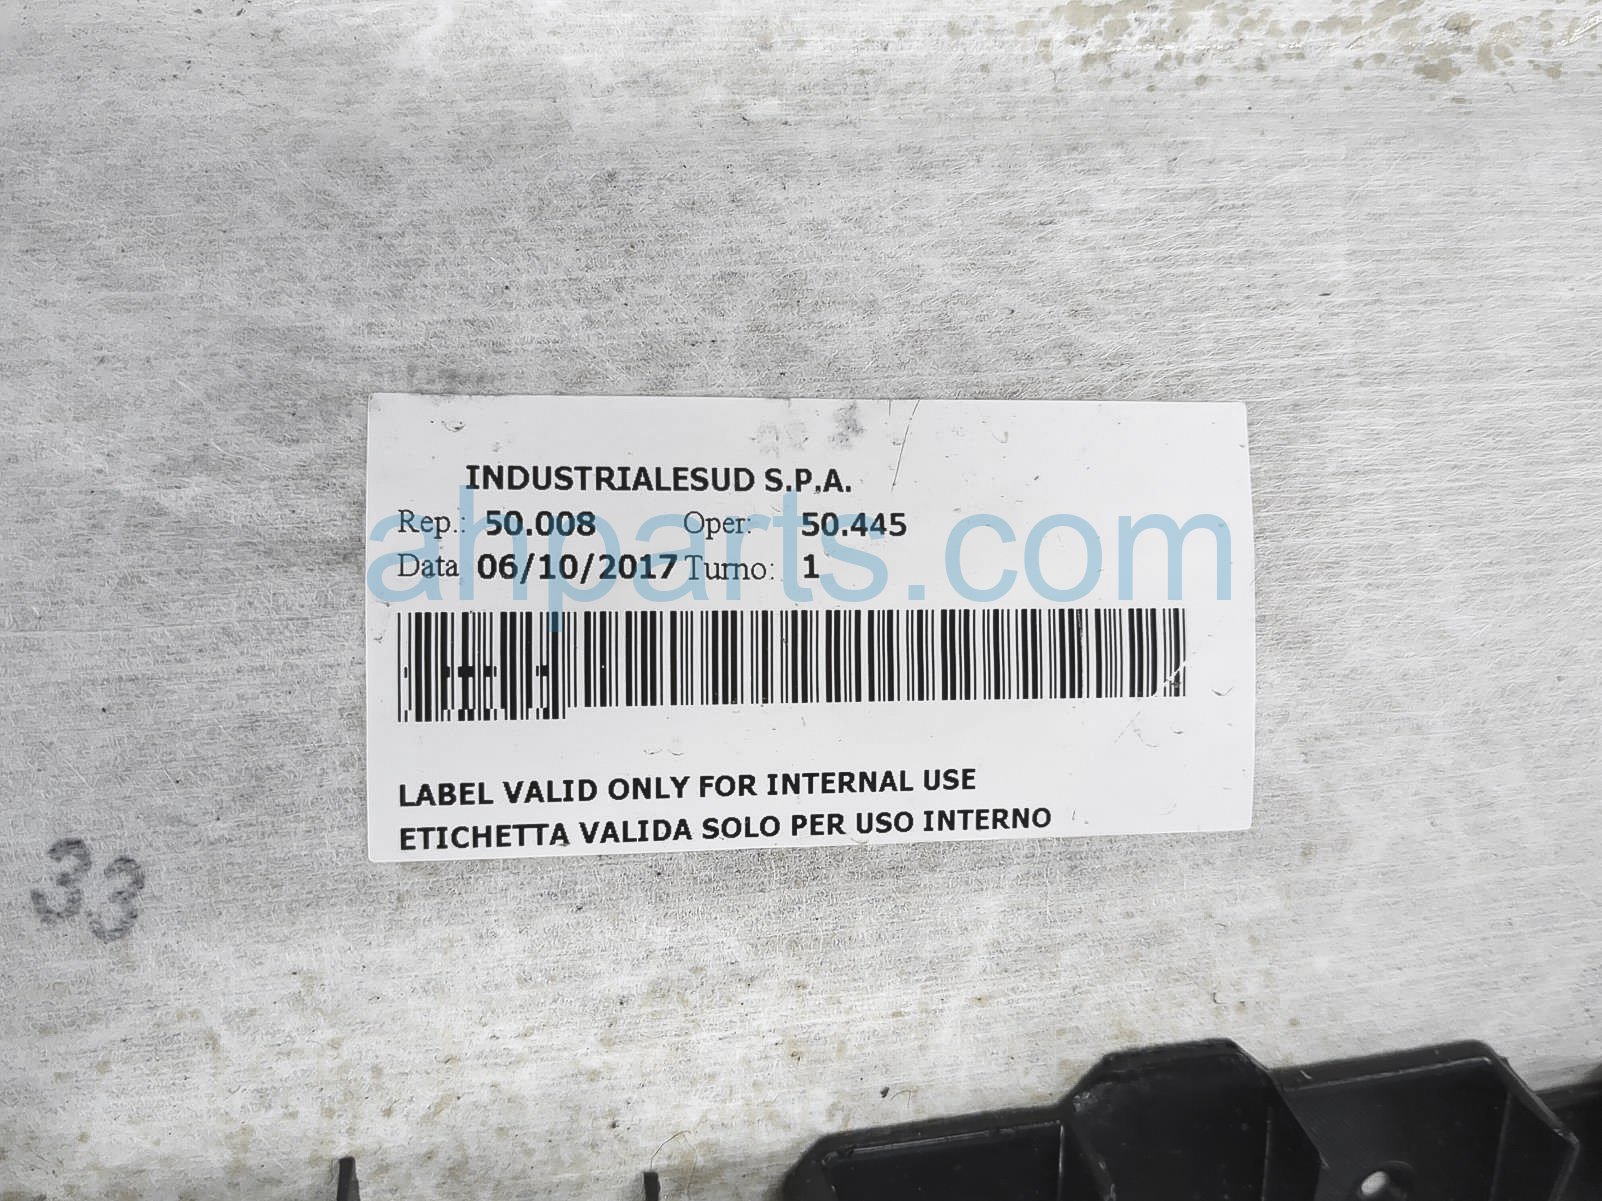 INDUSTRIALESUD S.P.A.
Rep.: 50.008 Oper: 50.445
Data 06/10/2017 Turno: 1
ahparts.com
LABEL VALID ONLY FOR INTERNAL USE
ETICHETTA VALIDA SOLO PER USO INTERNO
33